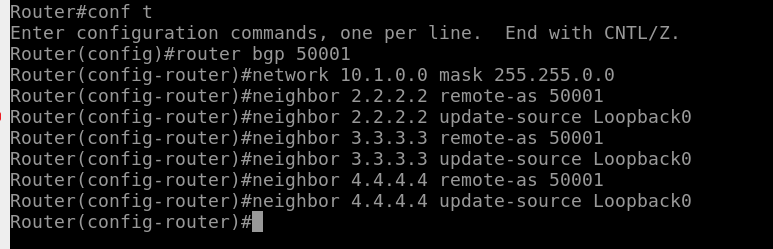 Router#conf t
Enter configuration commands, one per line.  End with CNTL/Z.
Router(config)#router bgp 50001
Router(config-router)#network 10.1.0.0 mask 255.255.0.0
Router(config-router)#neighbor 2.2.2.2 remote-as 50001
Router(config-router)#neighbor 2.2.2.2 update-source Loopback0
Router(config-router)#neighbor 3.3.3.3 remote-as 50001
Router(config-router)#neighbor 3.3.3.3 update-source Loopback0
Router(config-router)#neighbor 4.4.4.4 remote-as 50001
Router(config-router)#neighbor 4.4.4.4 update-source Loopback0
Router(config-router)#